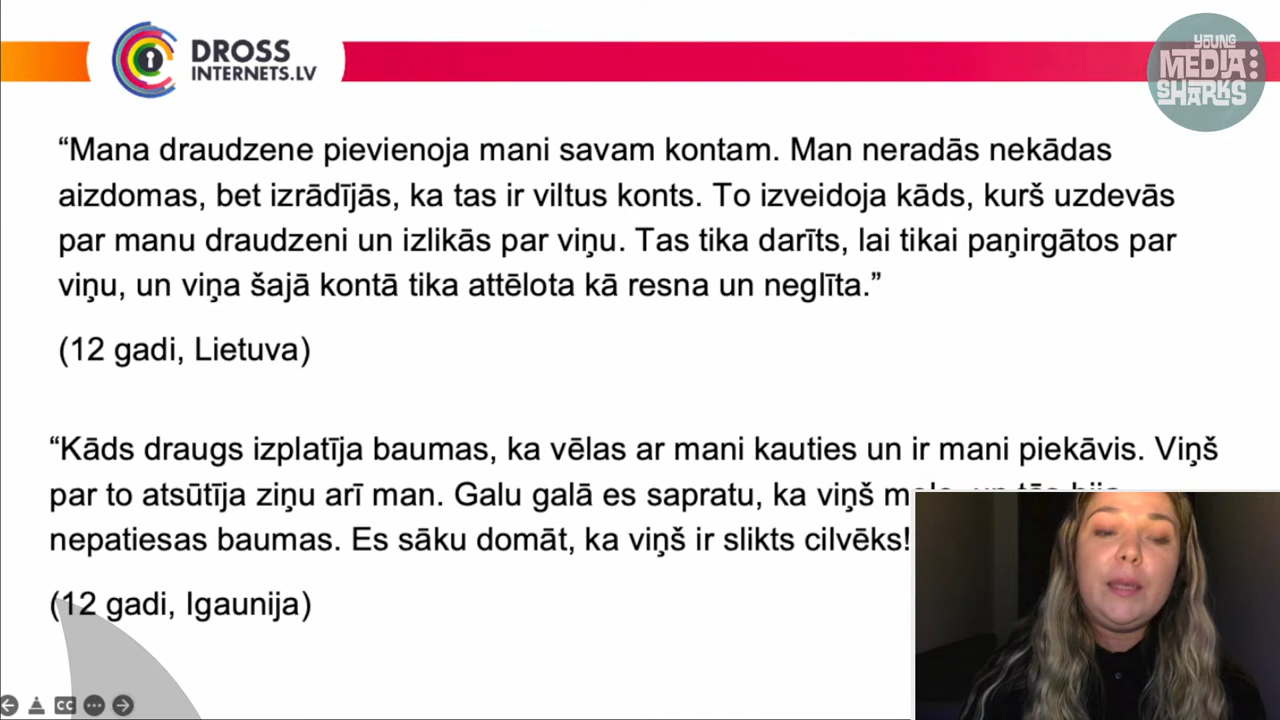 DROSS
INTERNETS.LV
YOUNG
MEDIA:
SHARKS
“Mana draudzene pievienoja mani savam kontam. Man neradās nekādas
aizdomas, bet izrādījās, ka tas ir viltus konts. To izveidoja kāds, kurš uzdevās
par manu draudzeni un izlikās par viņu. Tas tika darīts, lai tikai paņirgātos par
viņu, un viņa šajā kontā tika attēlota kā resna un neglīta.”
(12 gadi, Lietuva)
“Kāds draugs izplatīja baumas, ka vēlas ar mani kauties un ir mani piekāvis. Viņš
par to atsūtīja ziņu arī man. Galu galā es sapratu, ka viņš
nepatiesas baumas. Es sāku domāt, ka viņš ir slikts cilvēks!
(12 gadi, Igaunija)
CC